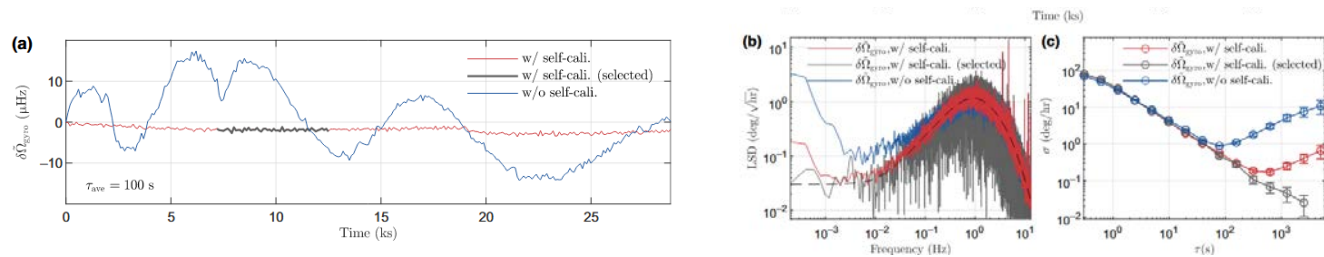 (a)
δΩ̃gyro (μHz)
10
0
−10
w/ self-cali.
w/ self-cali. (selected)
w/o self-cali.
τave = 100 s
0 5 10 15 20 25
Time (ks)
Time (ks)
(b)
LSD (deg/√hr)
10¹
10⁰
10⁻¹
10⁻²
δΩ̃gyro,w/ self-cali.
δΩ̃gyro,w/ self-cali. (selected)
δΩ̃gyro,w/o self-cali.
10⁻³ 10⁻² 10⁻¹ 10⁰ 10¹
Frequency (Hz)
(c)
σ (deg/hr)
10²
10¹
10⁰
10⁻¹
10⁻²
δΩ̃gyro,w/ self-cali.
δΩ̃gyro,w/ self-cali. (selected)
δΩ̃gyro,w/o self-cali.
10⁰ 10¹ 10² 10³
τ(s)